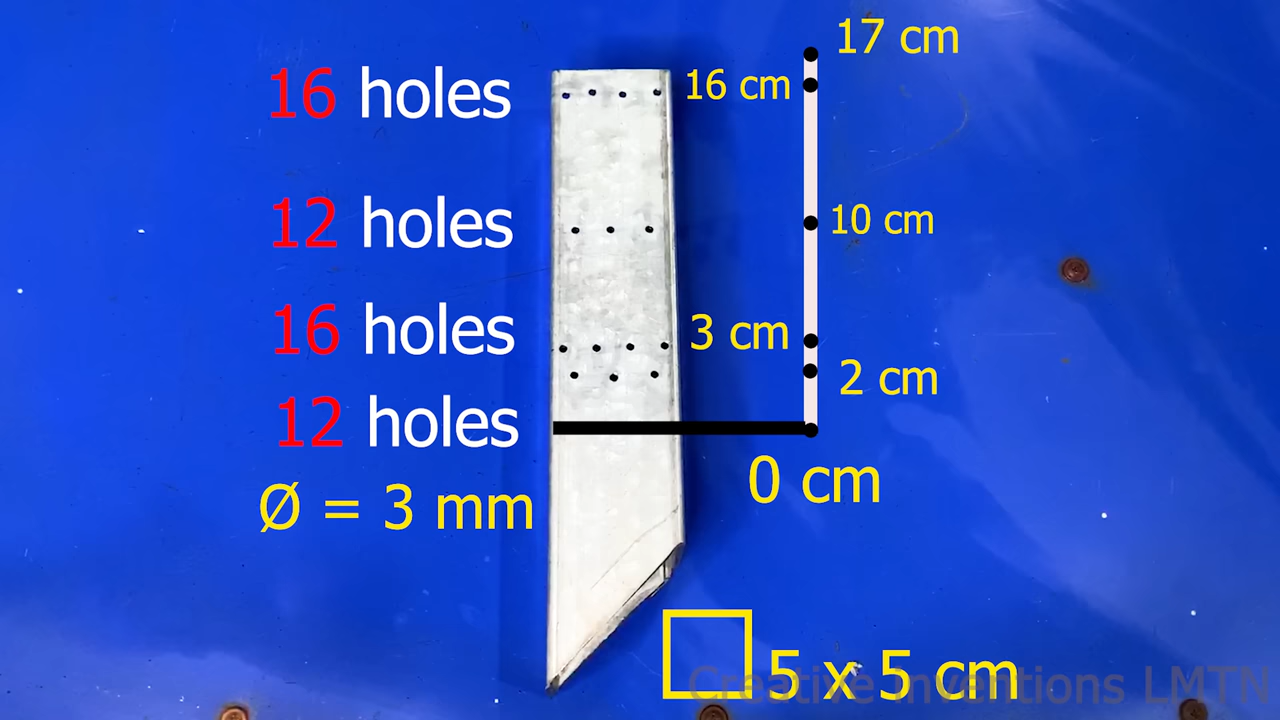 17 cm
16 holes
16 cm
12 holes
10 cm
16 holes
3 cm
2 cm
12 holes
0 cm
Ø = 3 mm
5 x 5 cm
Creative Inventions LMTN